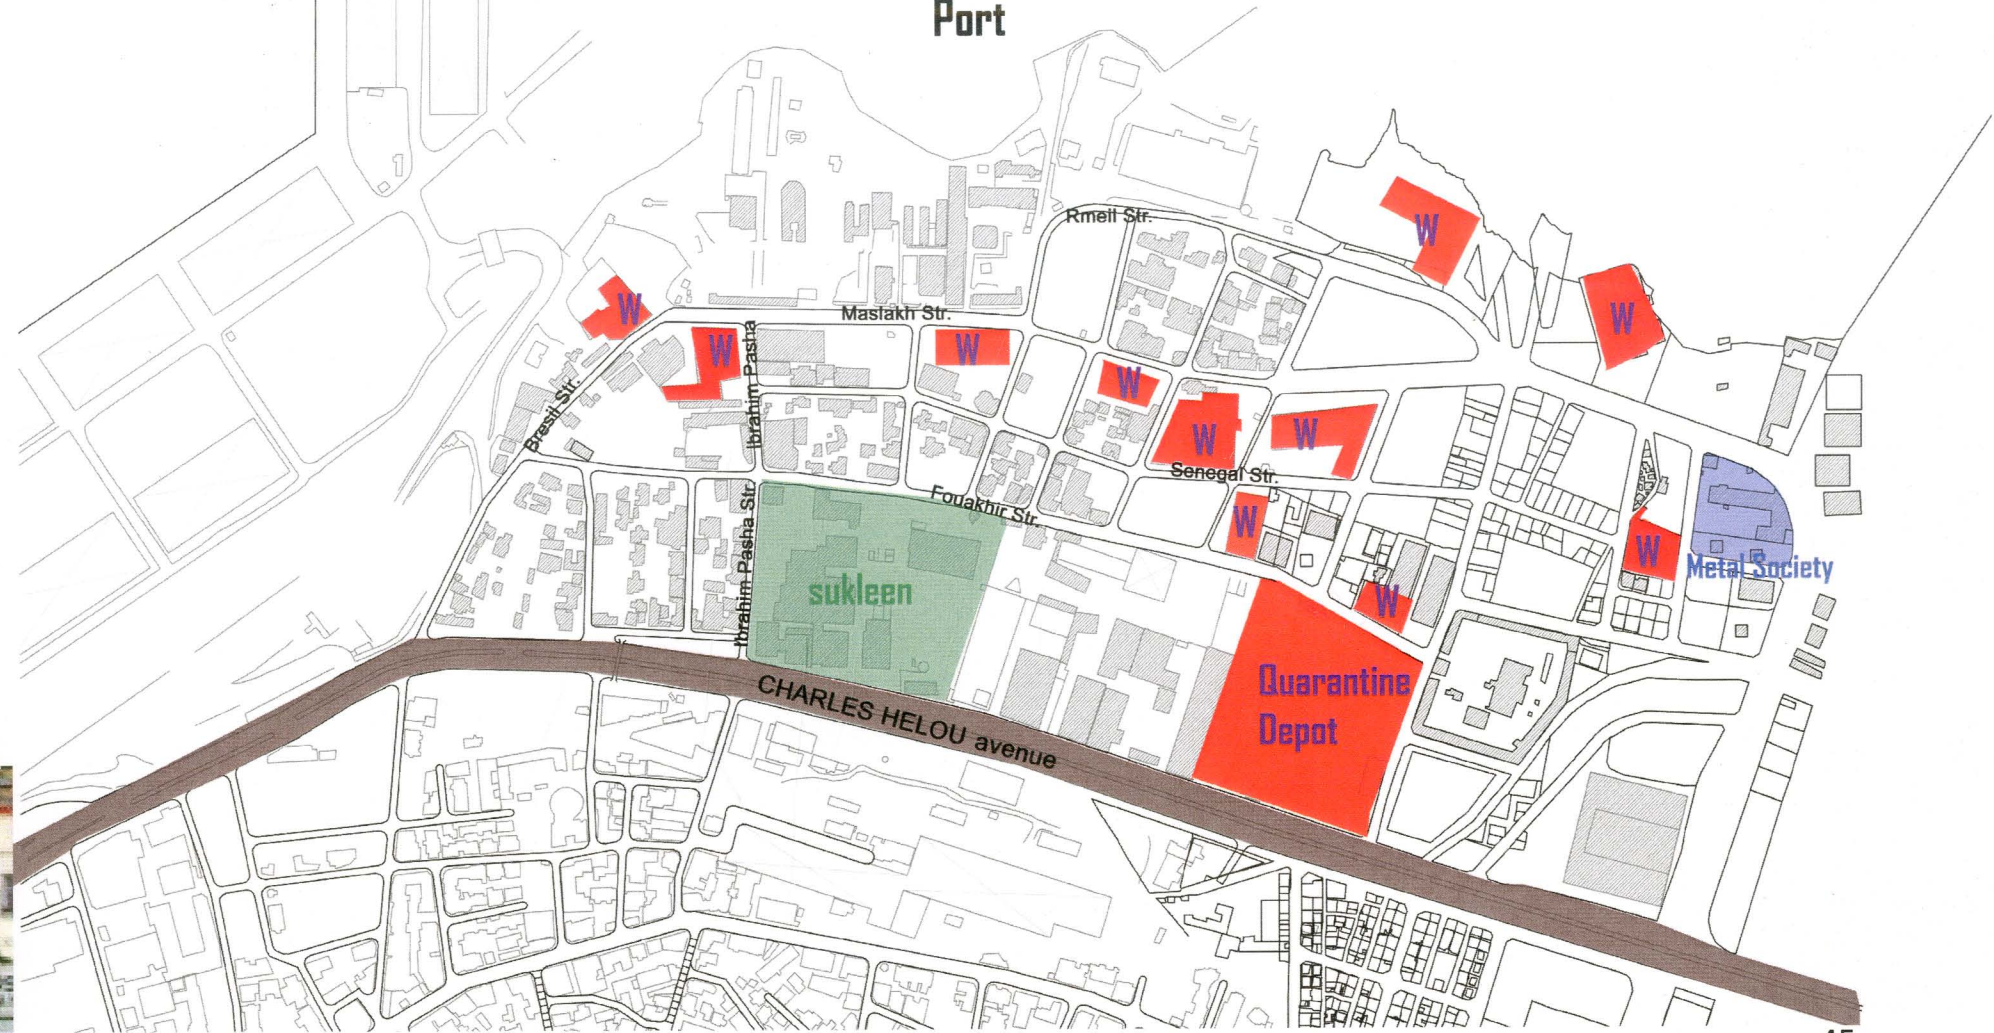 Port
Rmeil Str.
W
W
Maslakh Str.
W
W
W
W
W
W
W
Bresil Str.
Ibrahim Pasha
Senegal Str.
Fouakhir Str.
Ibrahim Pasha Str.
W
W
Metal Society
sukleen
W
Quarantine
Depot
CHARLES HELOU avenue